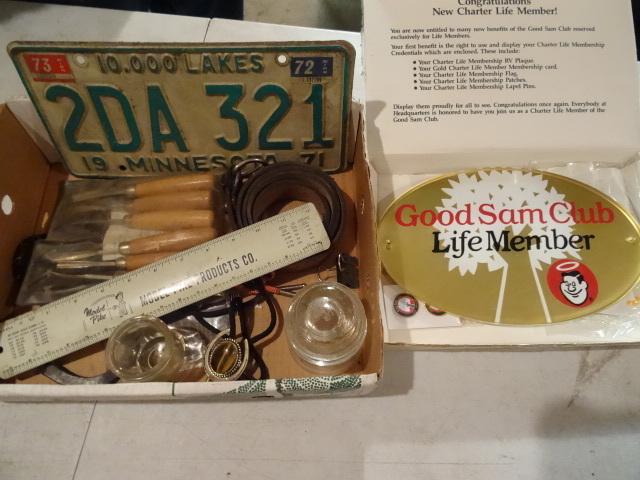 73
10,000 LAKES
72
2DA 321
19 MINNESOTA 71
MODEL
PRODUCTS CO.
Model
Pipe
Congratulations
New Charter Life Member!
You are now entitled to many new benefits of the Good Sam Club reserved
exclusively for Life Members.
Your first benefit is the right to use and display your Charter Life Membership
Credentials which are enclosed. These include:
• Your Charter Life Membership RV Plaque.
• Your Gold Charter Life Member Membership card.
• Your Charter Life Membership Flag.
• Your Charter Life Membership Patches.
• Your Charter Life Membership Lapel Pins.
Display them proudly for all to see. Congratulations once again. Everybody at
Headquarters is honored to have you join us as a Charter Life Member of the
Good Sam Club.
Good Sam Club
Life Member